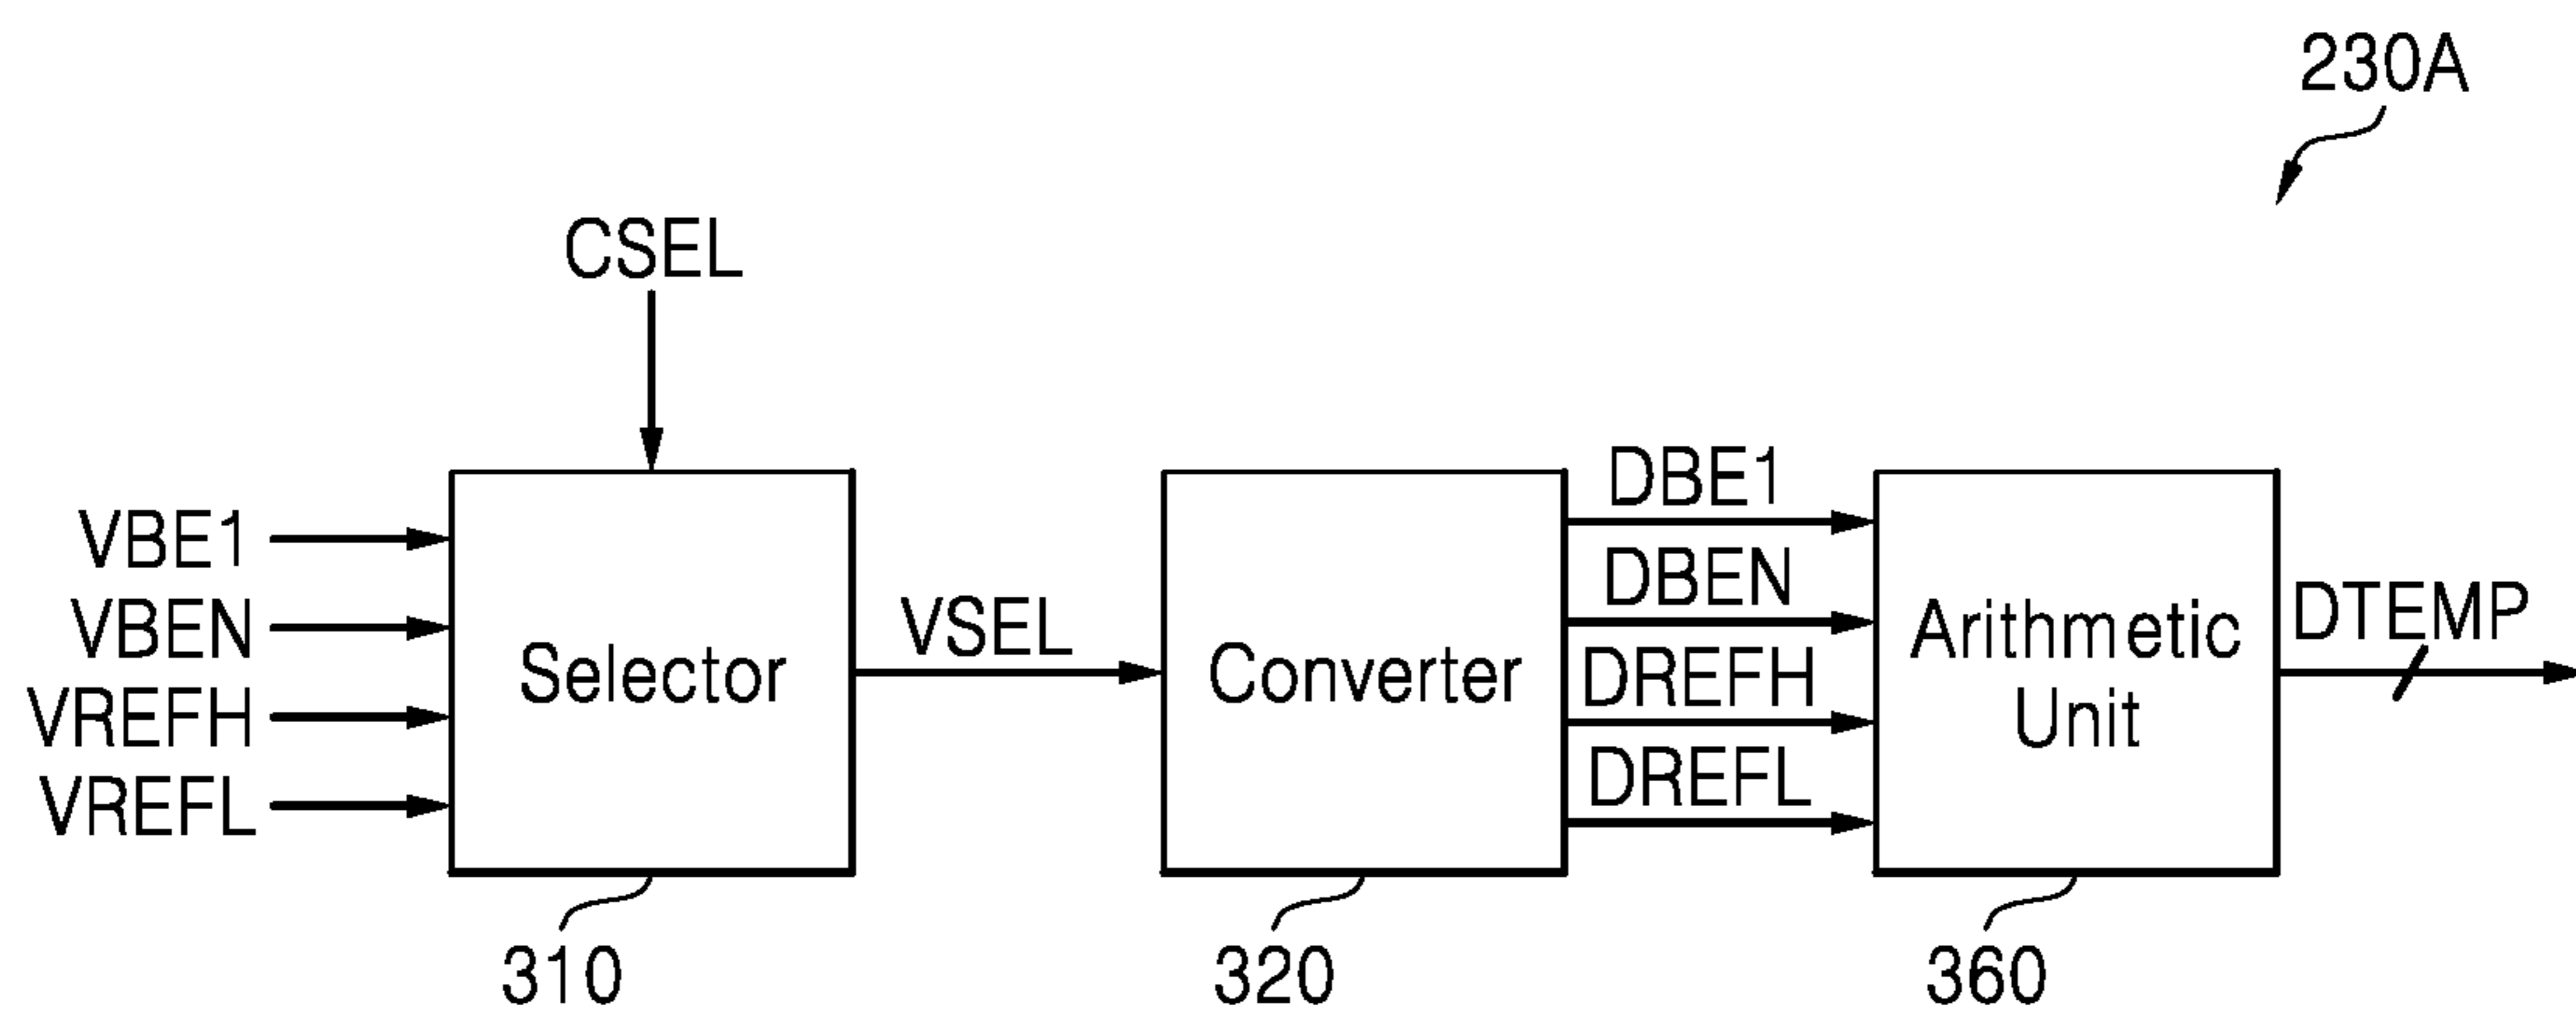 230A
CSEL
VBE1
VBEN
VREFH
VREFL
Selector
VSEL
Converter
DBE1
DBEN
DREFH
DREFL
Arithmetic
Unit
DTEMP
310
320
360